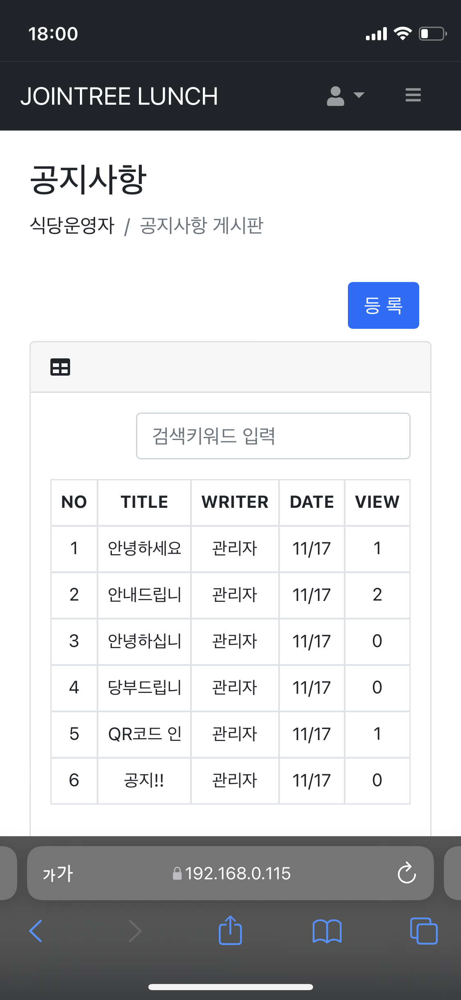 18:00
JOINTREE LUNCH
공지사항
식당운영자 / 공지사항 게시판
등 록
검색키워드 입력
NO TITLE WRITER DATE VIEW
1 안녕하세요 관리자 11/17 1
2 안내드립니 관리자 11/17 2
3 안녕하십니 관리자 11/17 0
4 당부드립니 관리자 11/17 0
5 QR코드 인 관리자 11/17 1
6 공지!! 관리자 11/17 0
가가 192.168.0.115